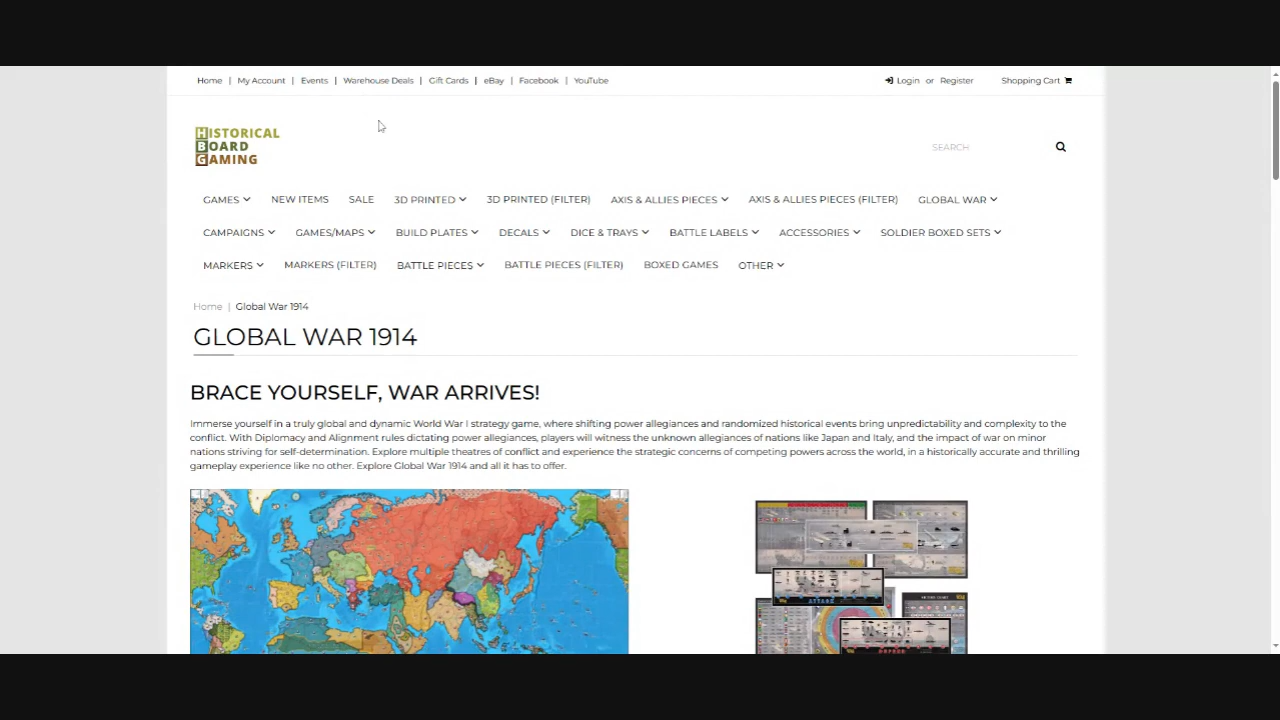 Home | My Account | Events | Warehouse Deals | Gift Cards | eBay | Facebook | YouTube
Login or Register Shopping Cart
HISTORICAL
BOARD
GAMING
SEARCH
GAMES NEW ITEMS SALE 3D PRINTED 3D PRINTED (FILTER) AXIS & ALLIES PIECES AXIS & ALLIES PIECES (FILTER) GLOBAL WAR
CAMPAIGNS GAMES/MAPS BUILD PLATES DECALS DICE & TRAYS BATTLE LABELS ACCESSORIES SOLDIER BOXED SETS
MARKERS MARKERS (FILTER) BATTLE PIECES BATTLE PIECES (FILTER) BOXED GAMES OTHER
Home | Global War 1914
GLOBAL WAR 1914
BRACE YOURSELF, WAR ARRIVES!
Immerse yourself in a truly global and dynamic World War I strategy game, where shifting power allegiances and randomized historical events bring unpredictability and complexity to the
conflict. With Diplomacy and Alignment rules dictating power allegiances, players will witness the unknown allegiances of nations like Japan and Italy, and the impact of war on minor
nations striving for self-determination. Explore multiple theatres of conflict and experience the strategic concerns of competing powers across the world, in a historically accurate and thrilling
gameplay experience like no other. Explore Global War 1914 and all it has to offer.
ATTACK